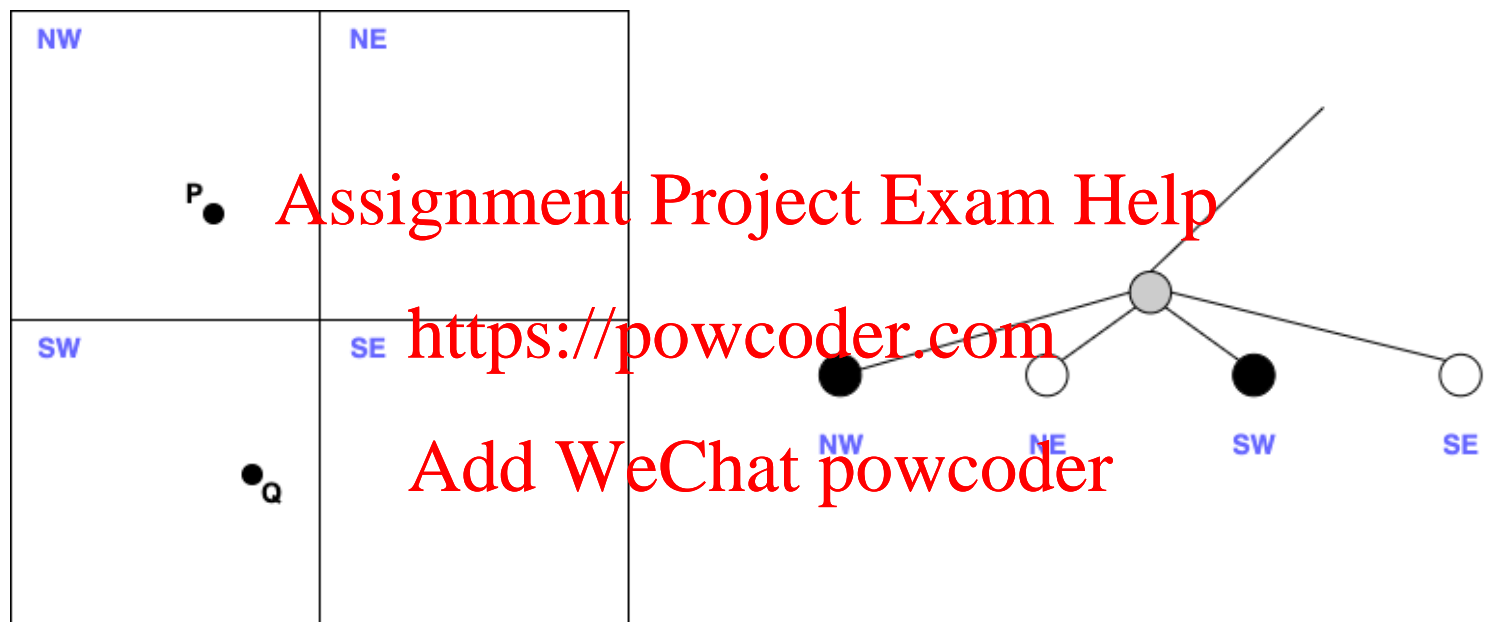 NW NE
P
Assignment Project Exam Help
SW SE
https://powcoder.com
NW NE SW SE
Add WeChat powcoder
Q